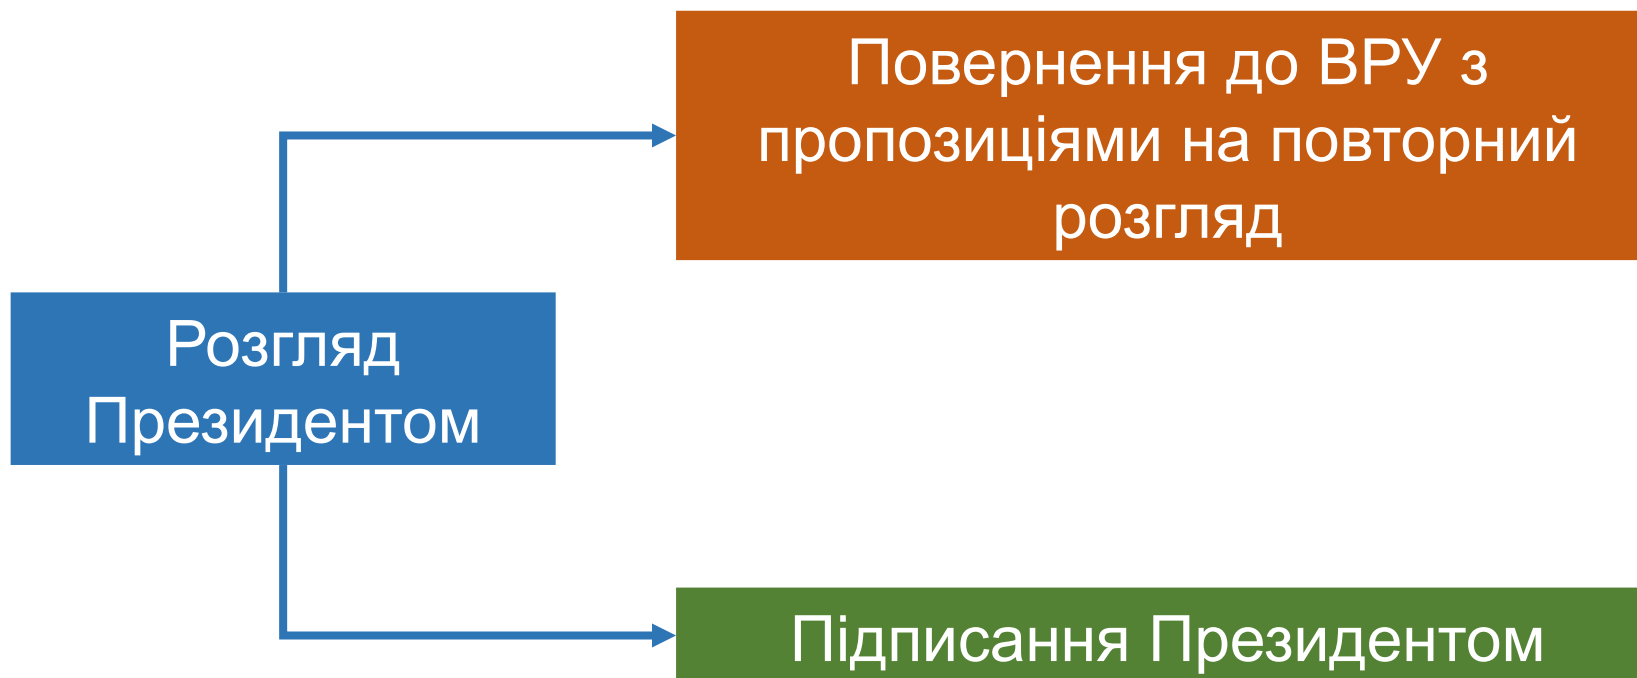 Повернення до ВРУ з
пропозиціями на повторний
розгляд
Розгляд
Президентом
Підписання Президентом